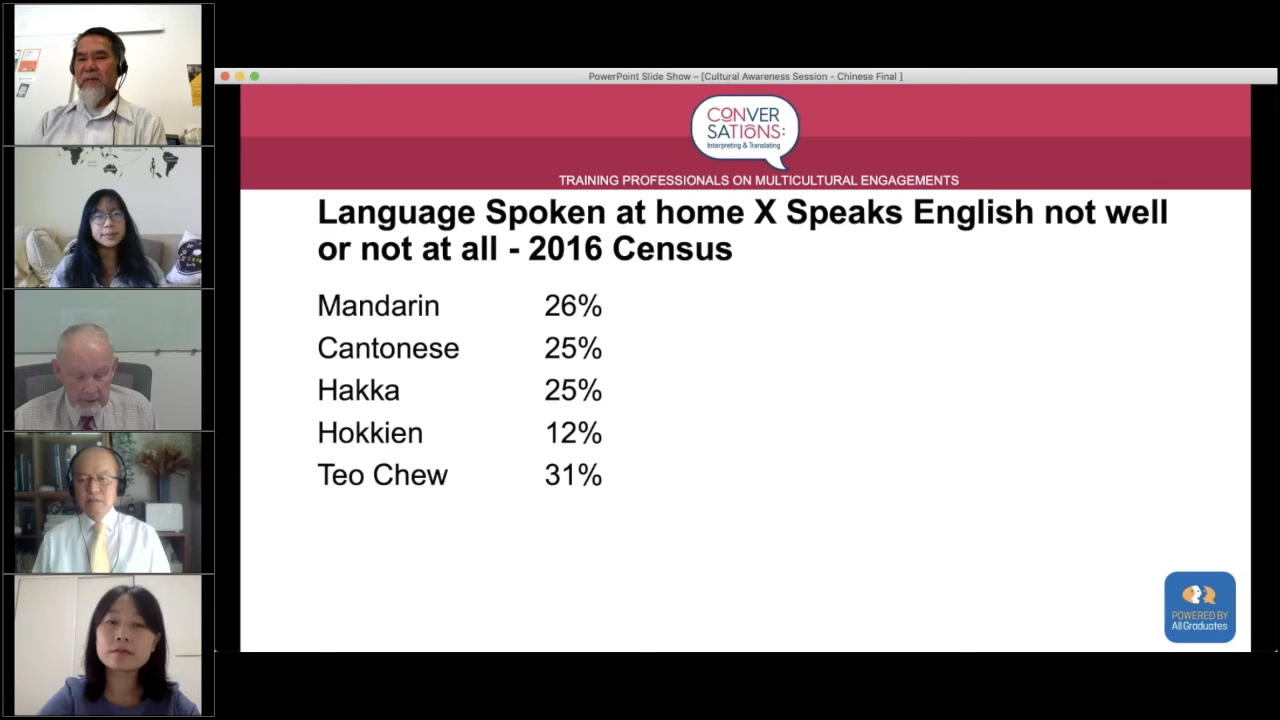 PowerPoint Slide Show – [Cultural Awareness Session - Chinese Final ]
CONVER
SATIONS:
Interpreting & Translating
TRAINING PROFESSIONALS ON MULTICULTURAL ENGAGEMENTS
Language Spoken at home X Speaks English not well
or not at all - 2016 Census
Mandarin 26%
Cantonese 25%
Hakka 25%
Hokkien 12%
Teo Chew 31%
POWERED BY
All Graduates